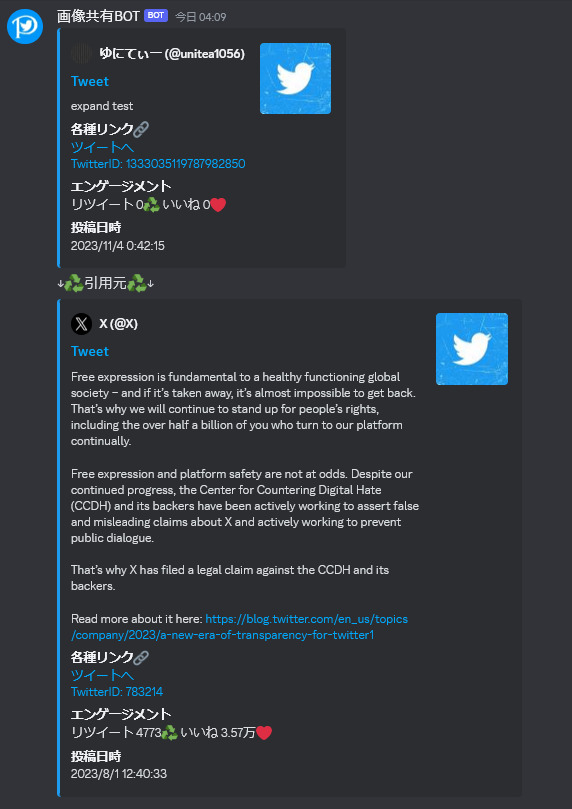 画像共有BOT BOT 今日 04:09
ゆにてぃー (@unitea1056)
Tweet
expand test
各種リンク🔗
ツイートへ
TwitterID: 1333035119787982850
エンゲージメント
リツイート 0♻ いいね 0❤
投稿日時
2023/11/4 0:42:15
↓♻引用元♻↓
X (@X)
Tweet
Free expression is fundamental to a healthy functioning global
society – and if it's taken away, it's almost impossible to get back.
That's why we will continue to stand up for people's rights,
including the over half a billion of you who turn to our platform
continually.
Free expression and platform safety are not at odds. Despite our
continued progress, the Center for Countering Digital Hate
(CCDH) and its backers have been actively working to assert false
and misleading claims about X and actively working to prevent
public dialogue.
That's why X has filed a legal claim against the CCDH and its
backers.
Read more about it here: https://blog.twitter.com/en_us/topics
/company/2023/a-new-era-of-transparency-for-twitter1
各種リンク🔗
ツイートへ
TwitterID: 783214
エンゲージメント
リツイート 4773♻ いいね 3.57万❤
投稿日時
2023/8/1 12:40:33